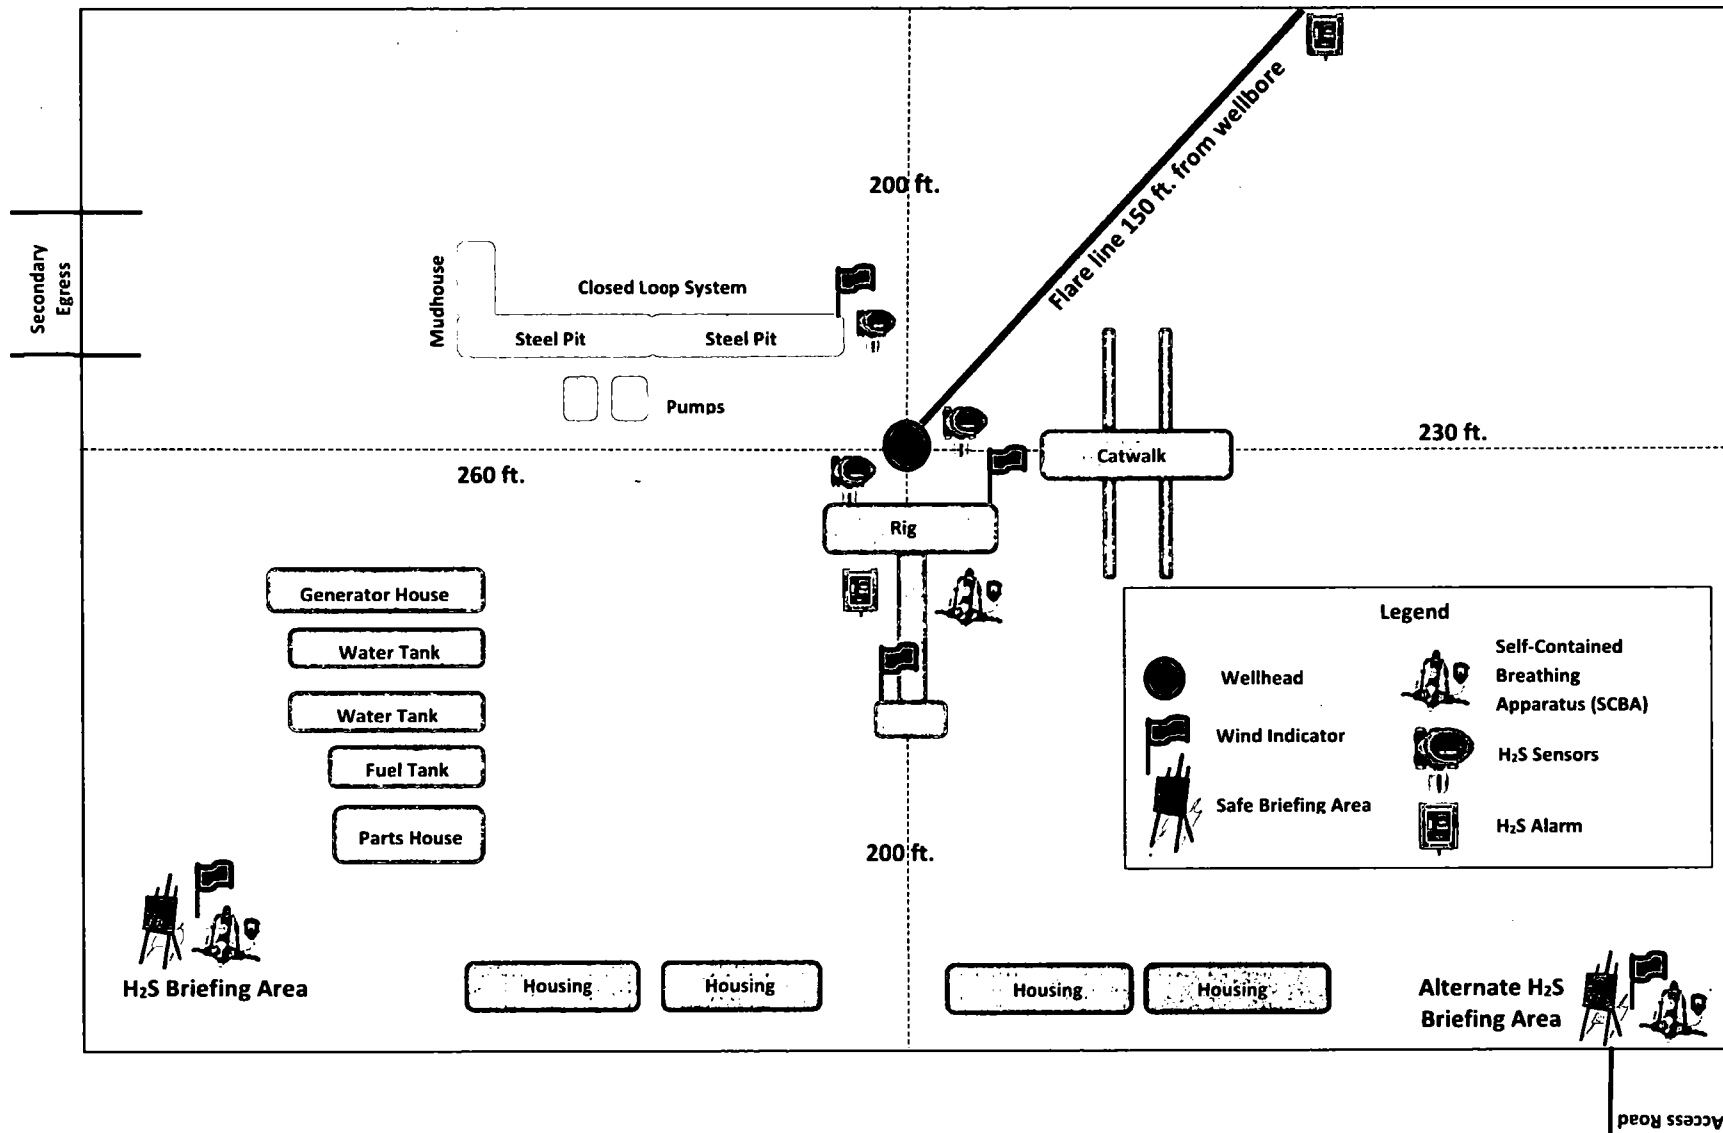 200 ft.
Flare line 150 ft. from wellbore
Secondary
Egress
Mudhouse
Closed Loop System
Steel Pit
Steel Pit
Pumps
230 ft.
Catwalk
260 ft.
Rig
Generator House
Water Tank
Water Tank
Fuel Tank
Parts House
200 ft.
Legend
Wellhead
Wind Indicator
Safe Briefing Area
Self-Contained
Breathing
Apparatus (SCBA)
H₂S Sensors
H₂S Alarm
H₂S Briefing Area
Housing
Housing
Housing
Housing
Alternate H₂S
Briefing Area
Access Road